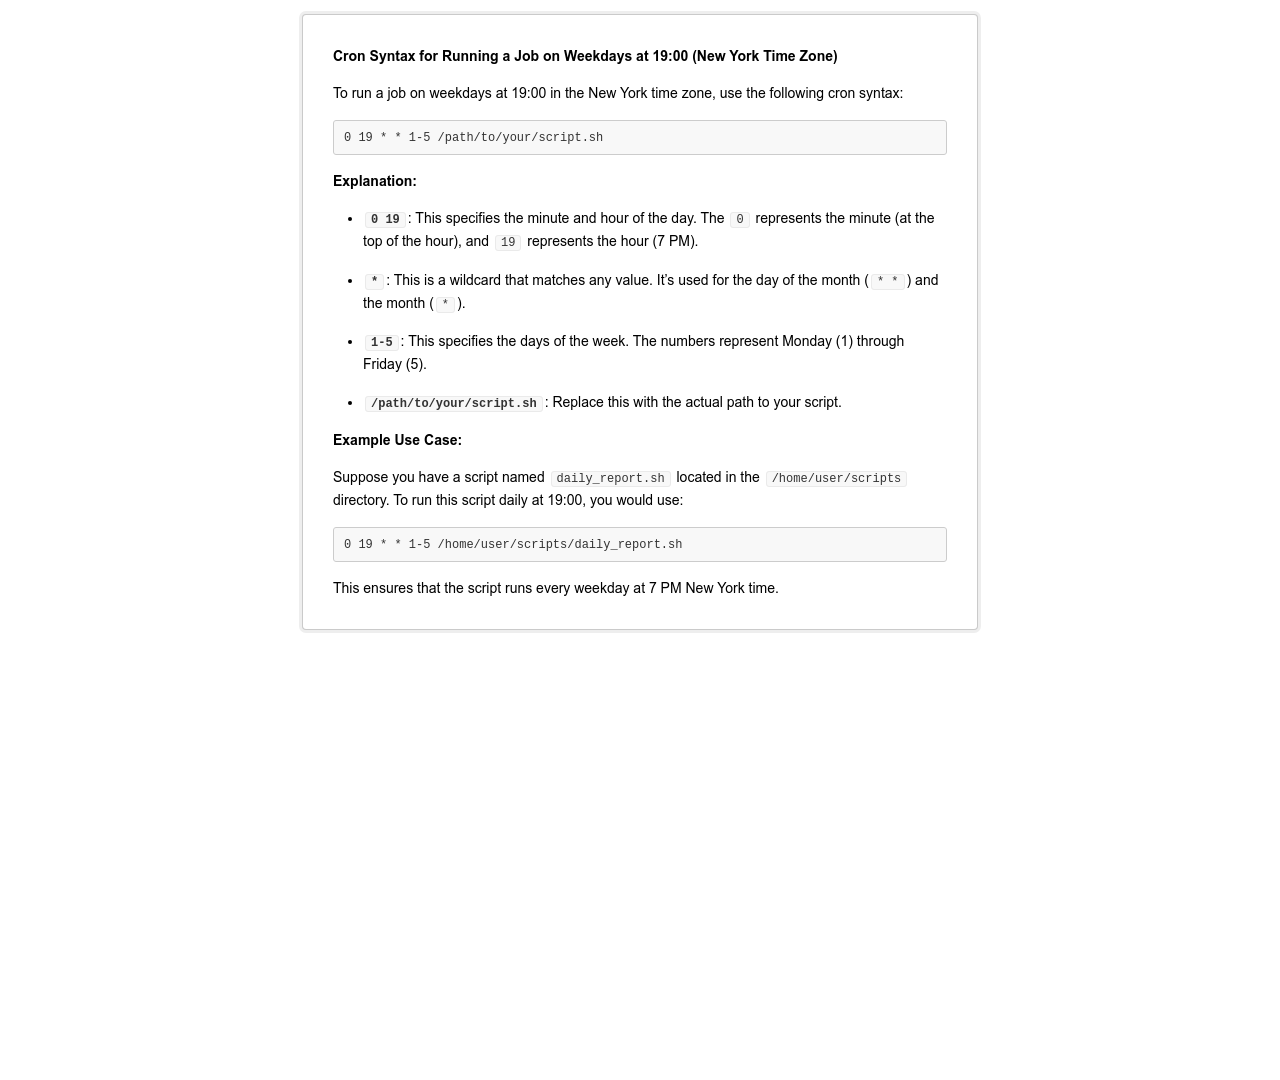 Cron Syntax for Running a Job on Weekdays at 19:00 (New York Time Zone)
To run a job on weekdays at 19:00 in the New York time zone, use the following cron syntax:
0 19 * * 1-5 /path/to/your/script.sh
Explanation:
• 0 19 : This specifies the minute and hour of the day. The 0 represents the minute (at the
top of the hour), and 19 represents the hour (7 PM).
• * : This is a wildcard that matches any value. It's used for the day of the month ( * * ) and
the month ( * ).
• 1-5 : This specifies the days of the week. The numbers represent Monday (1) through
Friday (5).
• /path/to/your/script.sh : Replace this with the actual path to your script.
Example Use Case:
Suppose you have a script named daily_report.sh located in the /home/user/scripts
directory. To run this script daily at 19:00, you would use:
0 19 * * 1-5 /home/user/scripts/daily_report.sh
This ensures that the script runs every weekday at 7 PM New York time.